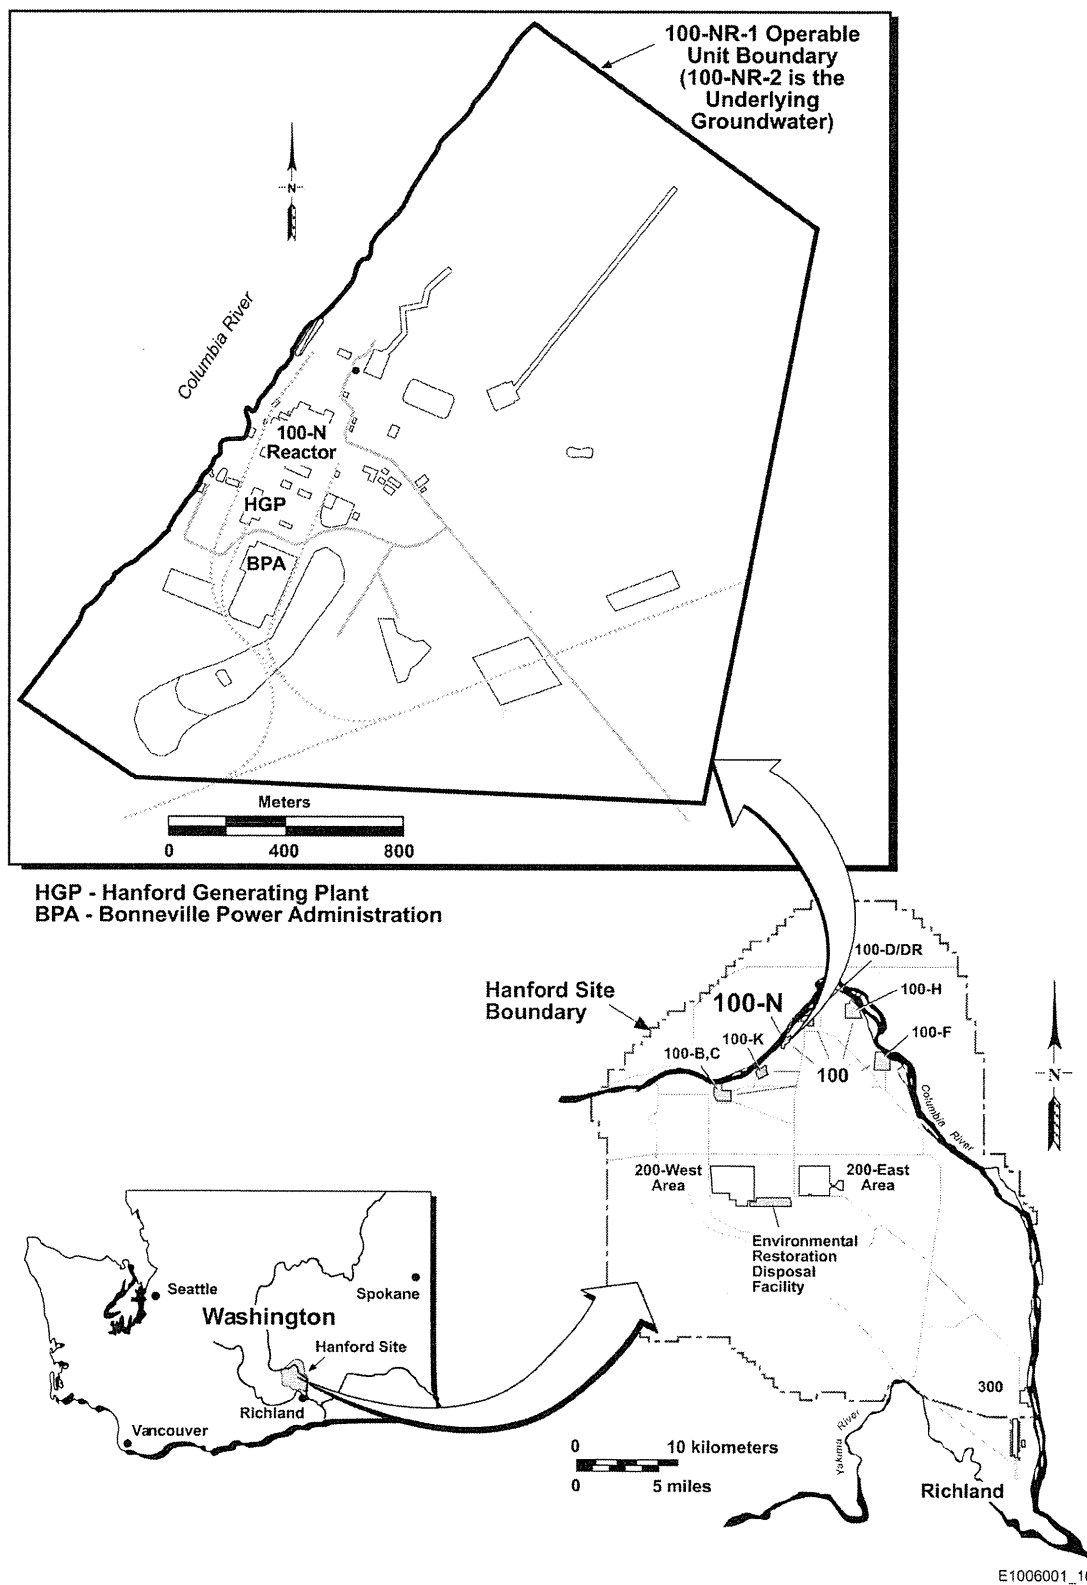 100-NR-1 Operable
Unit Boundary
(100-NR-2 is the
Underlying
Groundwater)
N
Columbia River
100-N
Reactor
HGP
BPA
Meters
0 400 800
HGP - Hanford Generating Plant
BPA - Bonneville Power Administration
100-D/DR
Hanford Site
Boundary
100-N
100-H
100-K
100-F
100-B,C
100
N
Columbia River
200-West
Area
200-East
Area
Environmental
Restoration
Disposal
Facility
Seattle
Spokane
Washington
Hanford Site
Richland
Vancouver
300
0 10 kilometers
0 5 miles
Yakima River
Richland